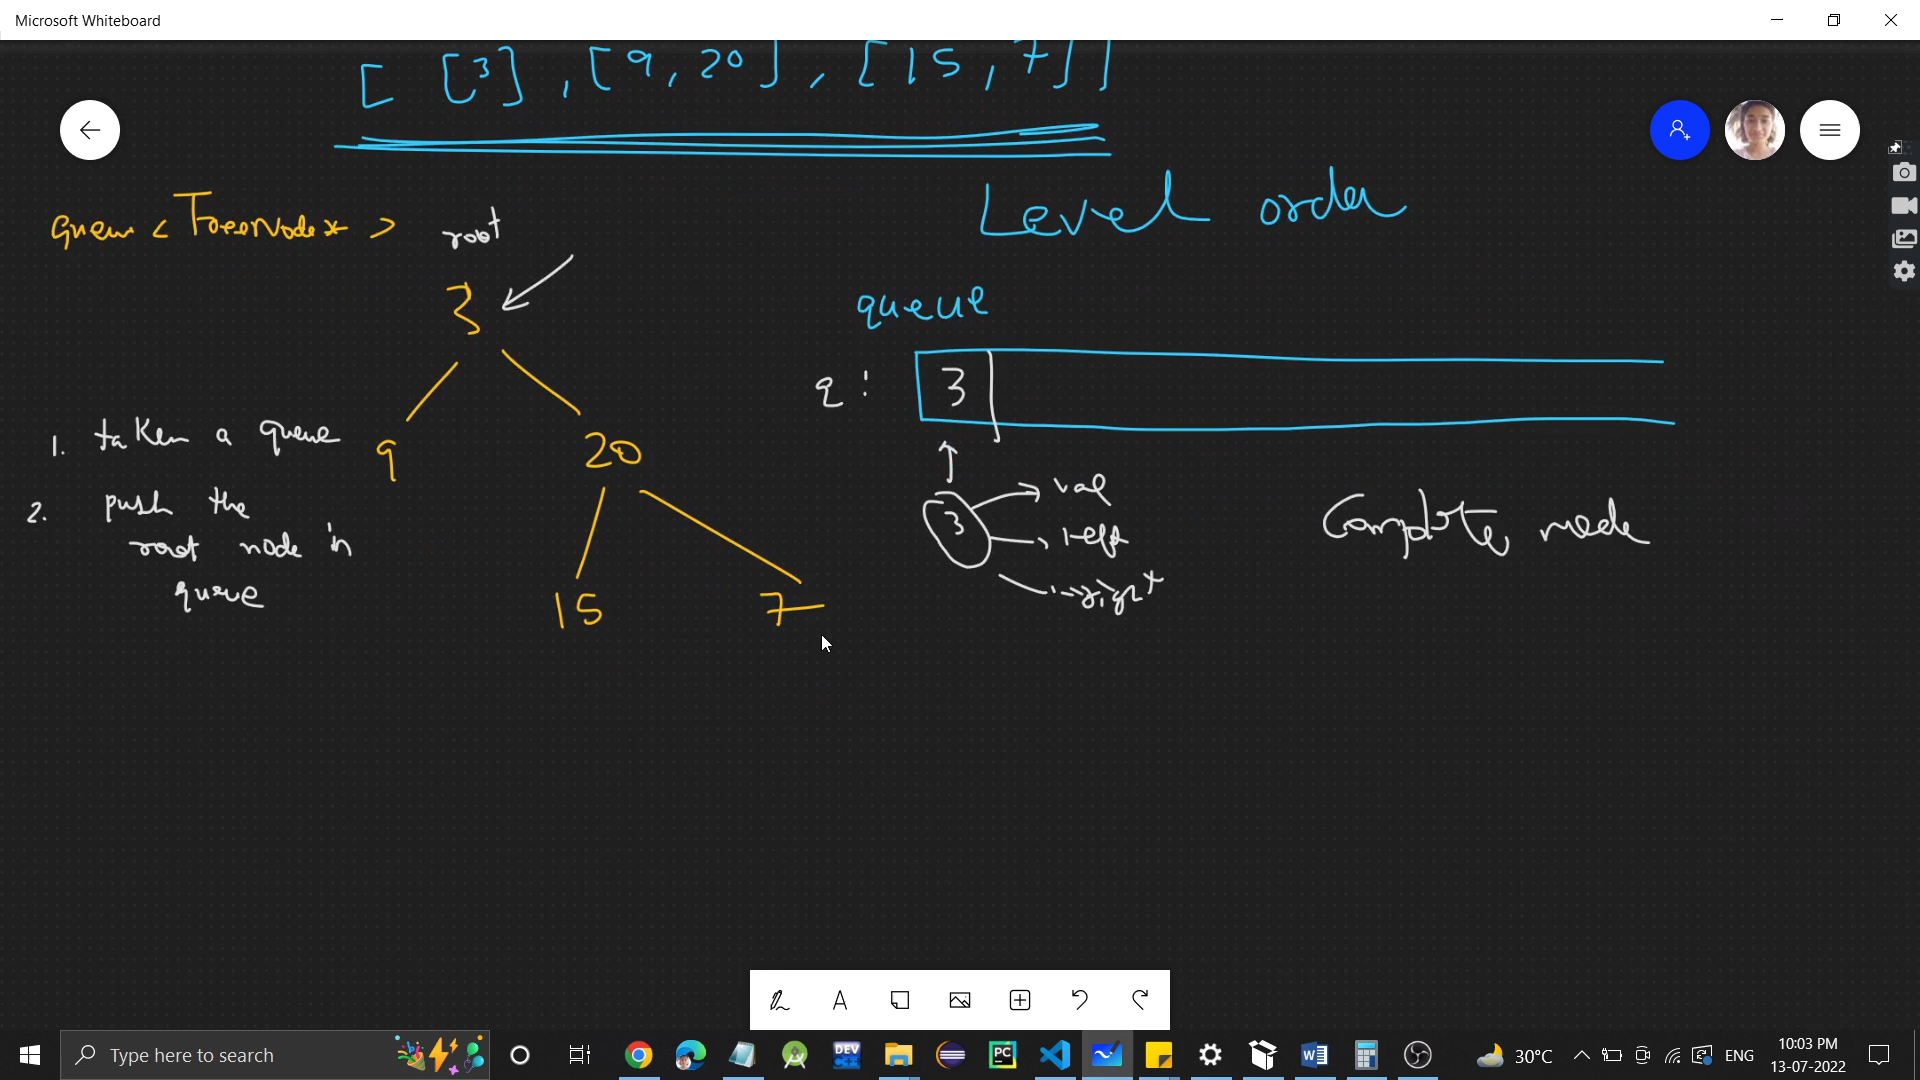 Microsoft Whiteboard
[ [3] , [9, 20] , [15, 7] ]
Level order
queue < TreeNode* >
root
3
queue
q : 3
1. taken a queue
9
20
val
2. push the
root node in
queue
3
left
Complete node
right
15
7
Type here to search
DEV
PC
30°C
ENG
10:03 PM
13-07-2022